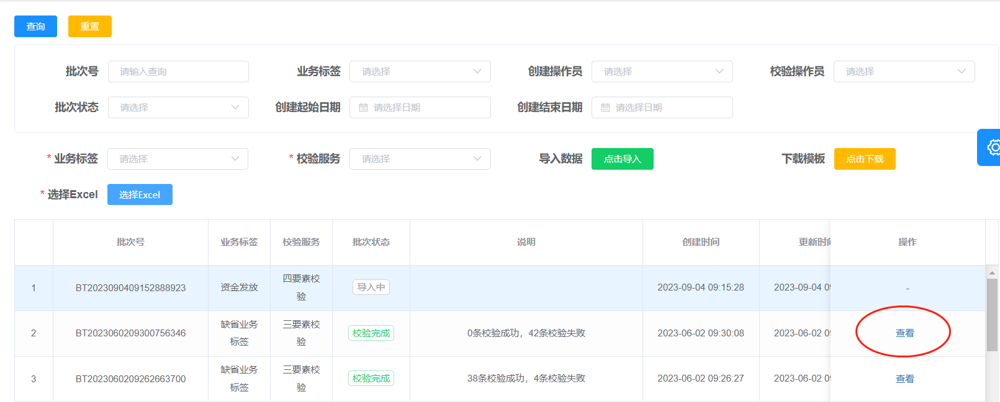 查询 重置
批次号 请输入查询 业务标签 请选择 创建操作员 请选择 校验操作员 请选择
批次状态 请选择 创建起始日期 请选择日期 创建结束日期 请选择日期
* 业务标签 请选择 * 校验服务 请选择 导入数据 点击导入 下载模板 点击下载
* 选择Excel 选择Excel
批次号 业务标签 校验服务 批次状态 说明 创建时间 更新时间 操作
1 BT2023090409152888923 资金发放 四要素校 导入中 2023-09-04 09:15:28 2023-09-04 09 -
验
2 BT2023060209300756346 缺省业务 三要素校 校验完成 0条校验成功，42条校验失败 2023-06-02 09:30:08 2023-06-02 09 查看
标签 验
3 BT2023060209262663700 缺省业务 三要素校 校验完成 38条校验成功，4条校验失败 2023-06-02 09:26:27 2023-06-02 09 查看
标签 验